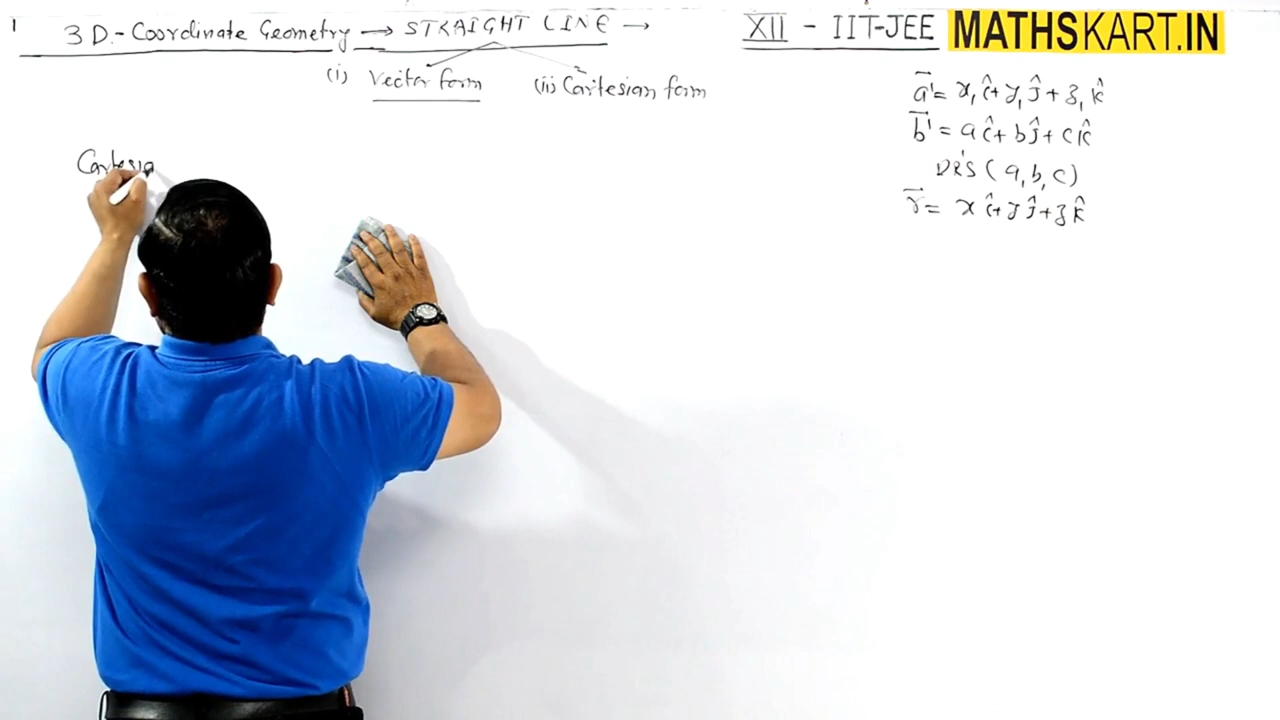 1
3D.-Coordinate Geometry → STRAIGHT LINE →
XII - IIT-JEE MATHSKART.IN
(i) Vector form (ii) Cartesian form
a⃗ = x₁î + y₁ĵ + z₁k̂
b⃗ = aî + bĵ + ck̂
DR'S (a, b, c)
r⃗ = xî + yĵ + zk̂
Cartesia